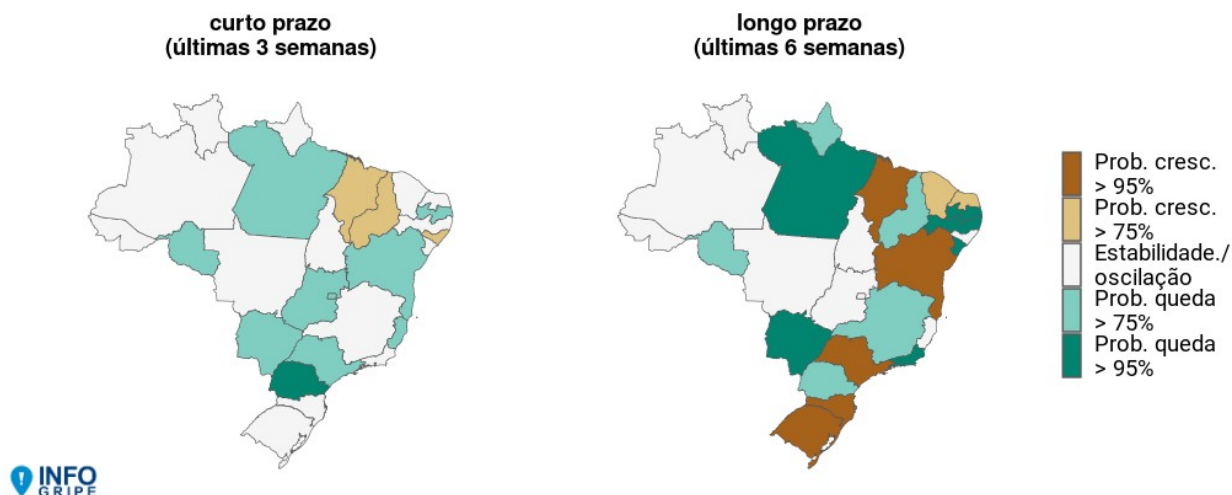 curto prazo
(últimas 3 semanas)
longo prazo
(últimas 6 semanas)
Prob. cresc.
> 95%
Prob. cresc.
> 75%
Estabilidade./
oscilação
Prob. queda
> 75%
Prob. queda
> 95%
INFO
GRIPE